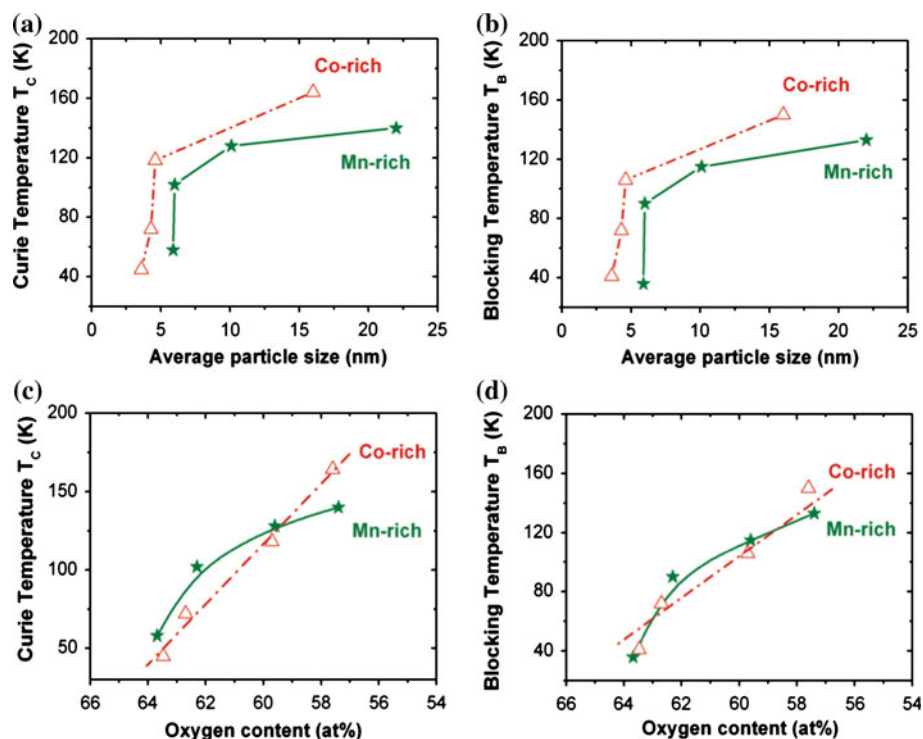 (a)
200
160
120
80
40
0
5
10
15
20
25
Curie Temperature T_C (K)
Average particle size (nm)
Co-rich
Mn-rich
(b)
200
160
120
80
40
0
5
10
15
20
25
Blocking Temperature T_B (K)
Average particle size (nm)
Co-rich
Mn-rich
(c)
200
150
100
50
66
64
62
60
58
56
54
Curie Temperature T_C (K)
Oxygen content (at%)
Co-rich
Mn-rich
(d)
200
160
120
80
40
66
64
62
60
58
56
54
Blocking Temperature T_B (K)
Oxygen content (at%)
Co-rich
Mn-rich